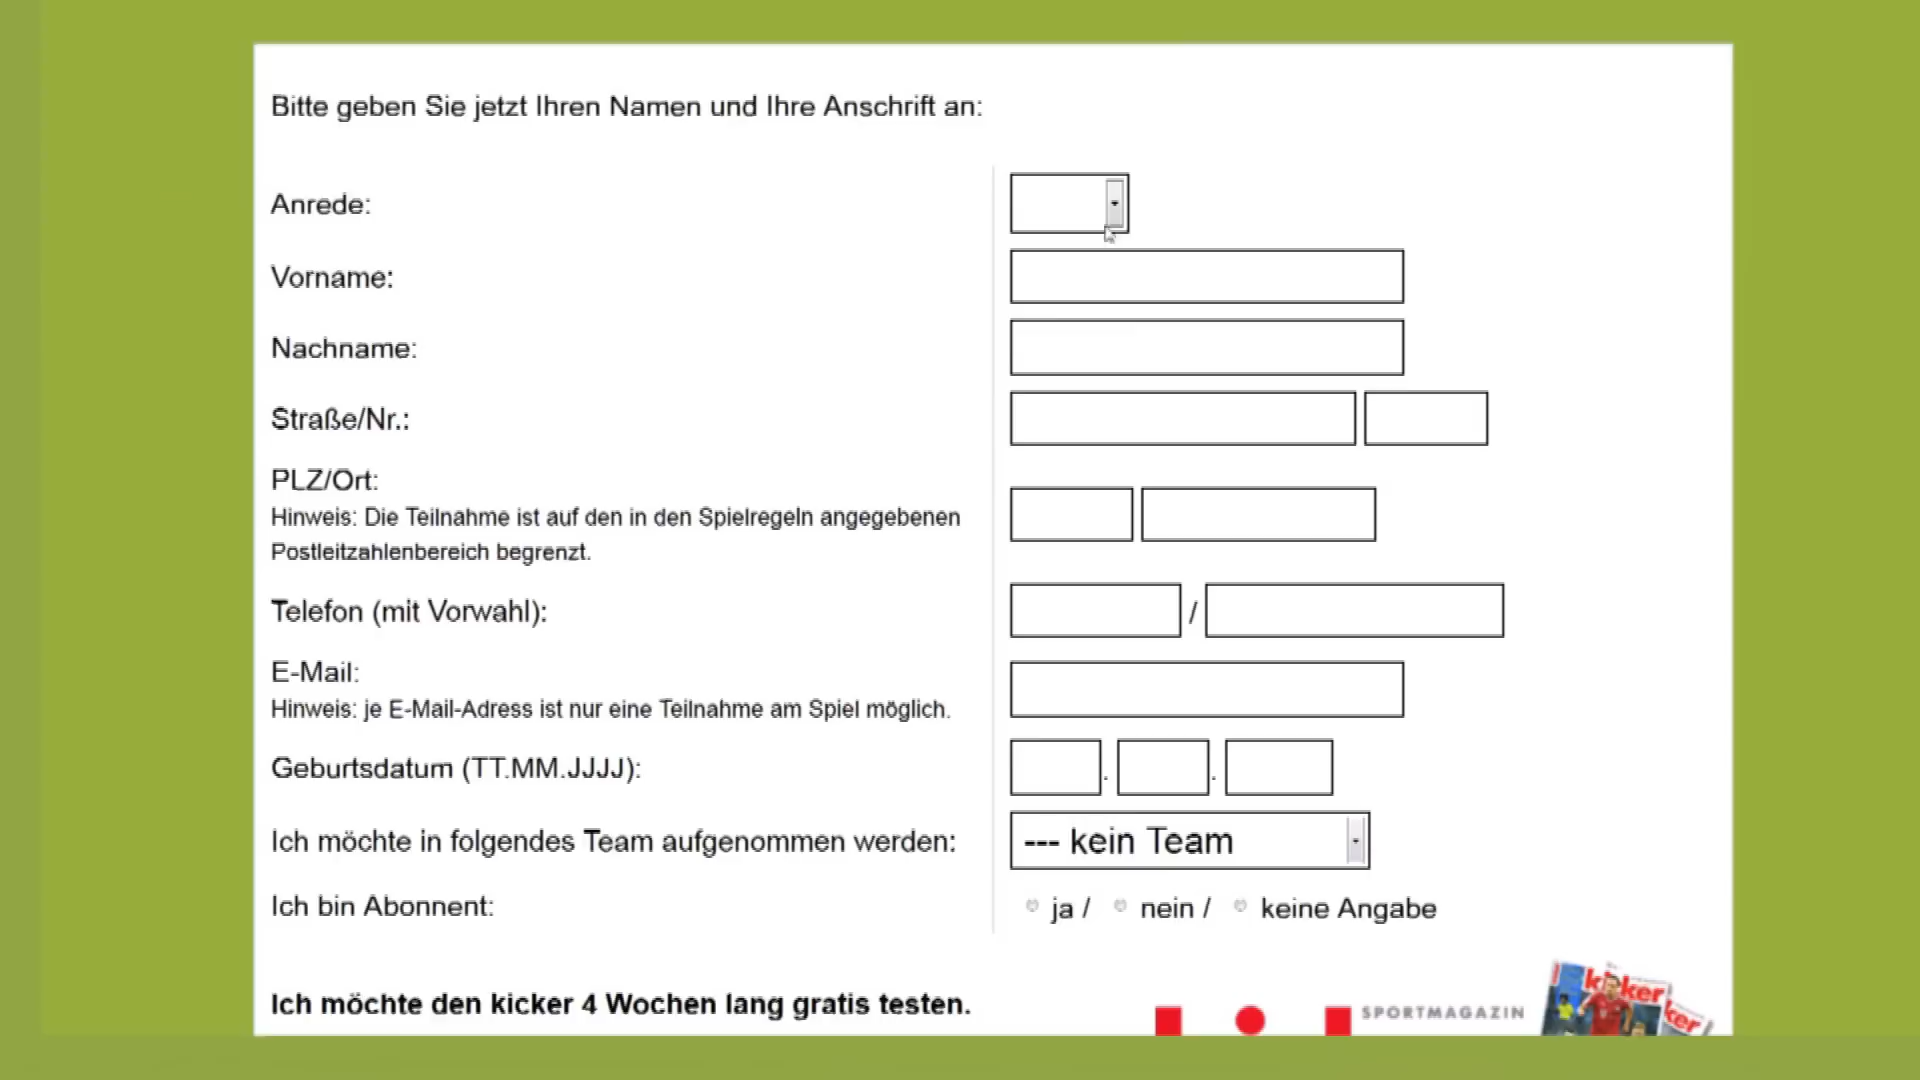 Bitte geben Sie jetzt Ihren Namen und Ihre Anschrift an:
Anrede:
Vorname:
Nachname:
Straße/Nr.:
PLZ/Ort:
Hinweis: Die Teilnahme ist auf den in den Spielregeln angegebenen
Postleitzahlenbereich begrenzt.
Telefon (mit Vorwahl): /
E-Mail:
Hinweis: je E-Mail-Adress ist nur eine Teilnahme am Spiel möglich.
Geburtsdatum (TT.MM.JJJJ): . .
Ich möchte in folgendes Team aufgenommen werden: --- kein Team
Ich bin Abonnent: ja / nein / keine Angabe
Ich möchte den kicker 4 Wochen lang gratis testen.
SPORTMAGAZIN
kicker
ker